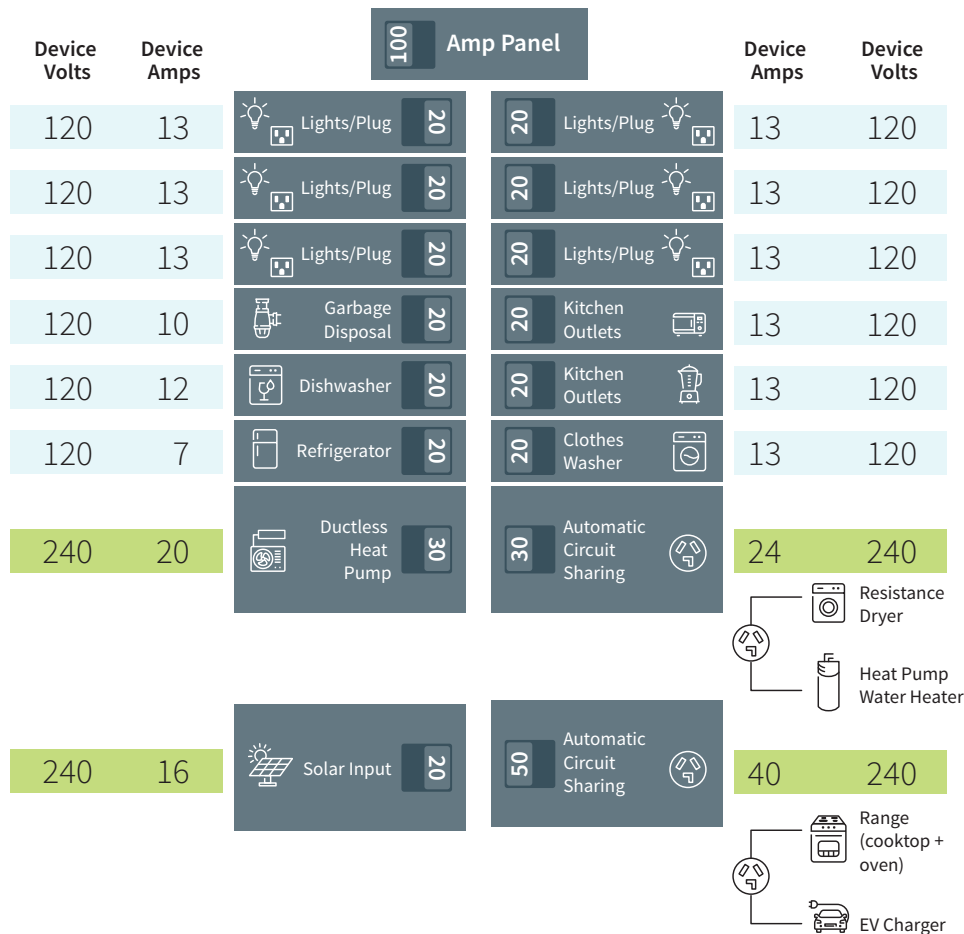 100 Amp Panel
Device Volts
Device Amps
Device Amps
Device Volts
120 13 Lights/Plug 20 20 Lights/Plug 13 120
120 13 Lights/Plug 20 20 Lights/Plug 13 120
120 13 Lights/Plug 20 20 Lights/Plug 13 120
120 10 Garbage Disposal 20 20 Kitchen Outlets 13 120
120 12 Dishwasher 20 20 Kitchen Outlets 13 120
120 7 Refrigerator 20 20 Clothes Washer 13 120
240 20 Ductless Heat Pump 30 30 Automatic Circuit Sharing 24 240
Resistance
Dryer
Heat Pump
Water Heater
240 16 Solar Input 20 50 Automatic Circuit Sharing 40 240
Range
(cooktop +
oven)
EV Charger